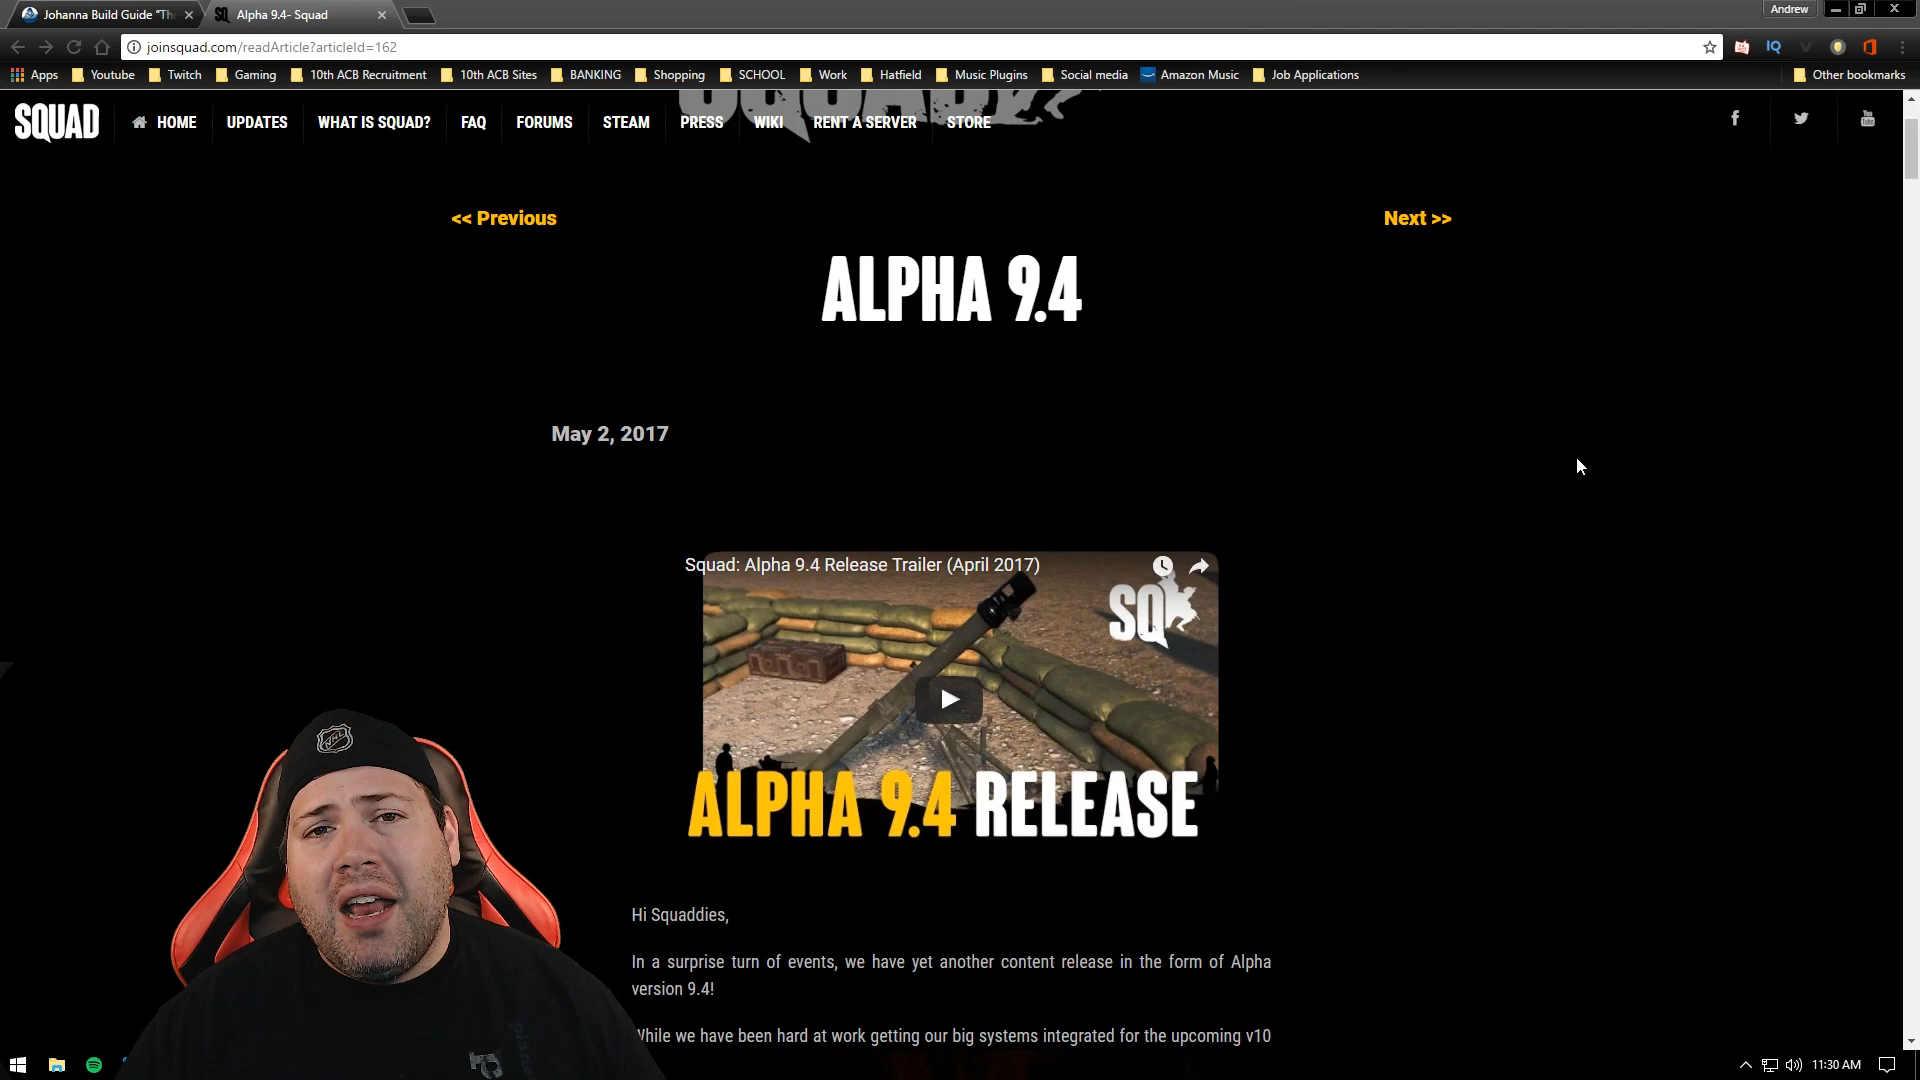 Johanna Build Guide "Th
Alpha 9.4- Squad
Andrew
joinsquad.com/readArticle?articleId=162
IQ
Apps Youtube Twitch Gaming 10th ACB Recruitment 10th ACB Sites BANKING Shopping SCHOOL Work Hatfield Music Plugins Social media Amazon Music Job Applications Other bookmarks
SQUAD HOME UPDATES WHAT IS SQUAD? FAQ FORUMS STEAM PRESS WIKI RENT A SERVER STORE
<< Previous Next >>
ALPHA 9.4
May 2, 2017
Squad: Alpha 9.4 Release Trailer (April 2017)
SQ
ALPHA 9.4 RELEASE
NHL
Hi Squaddies,
In a surprise turn of events, we have yet another content release in the form of Alpha
version 9.4!
While we have been hard at work getting our big systems integrated for the upcoming v10
11:30 AM